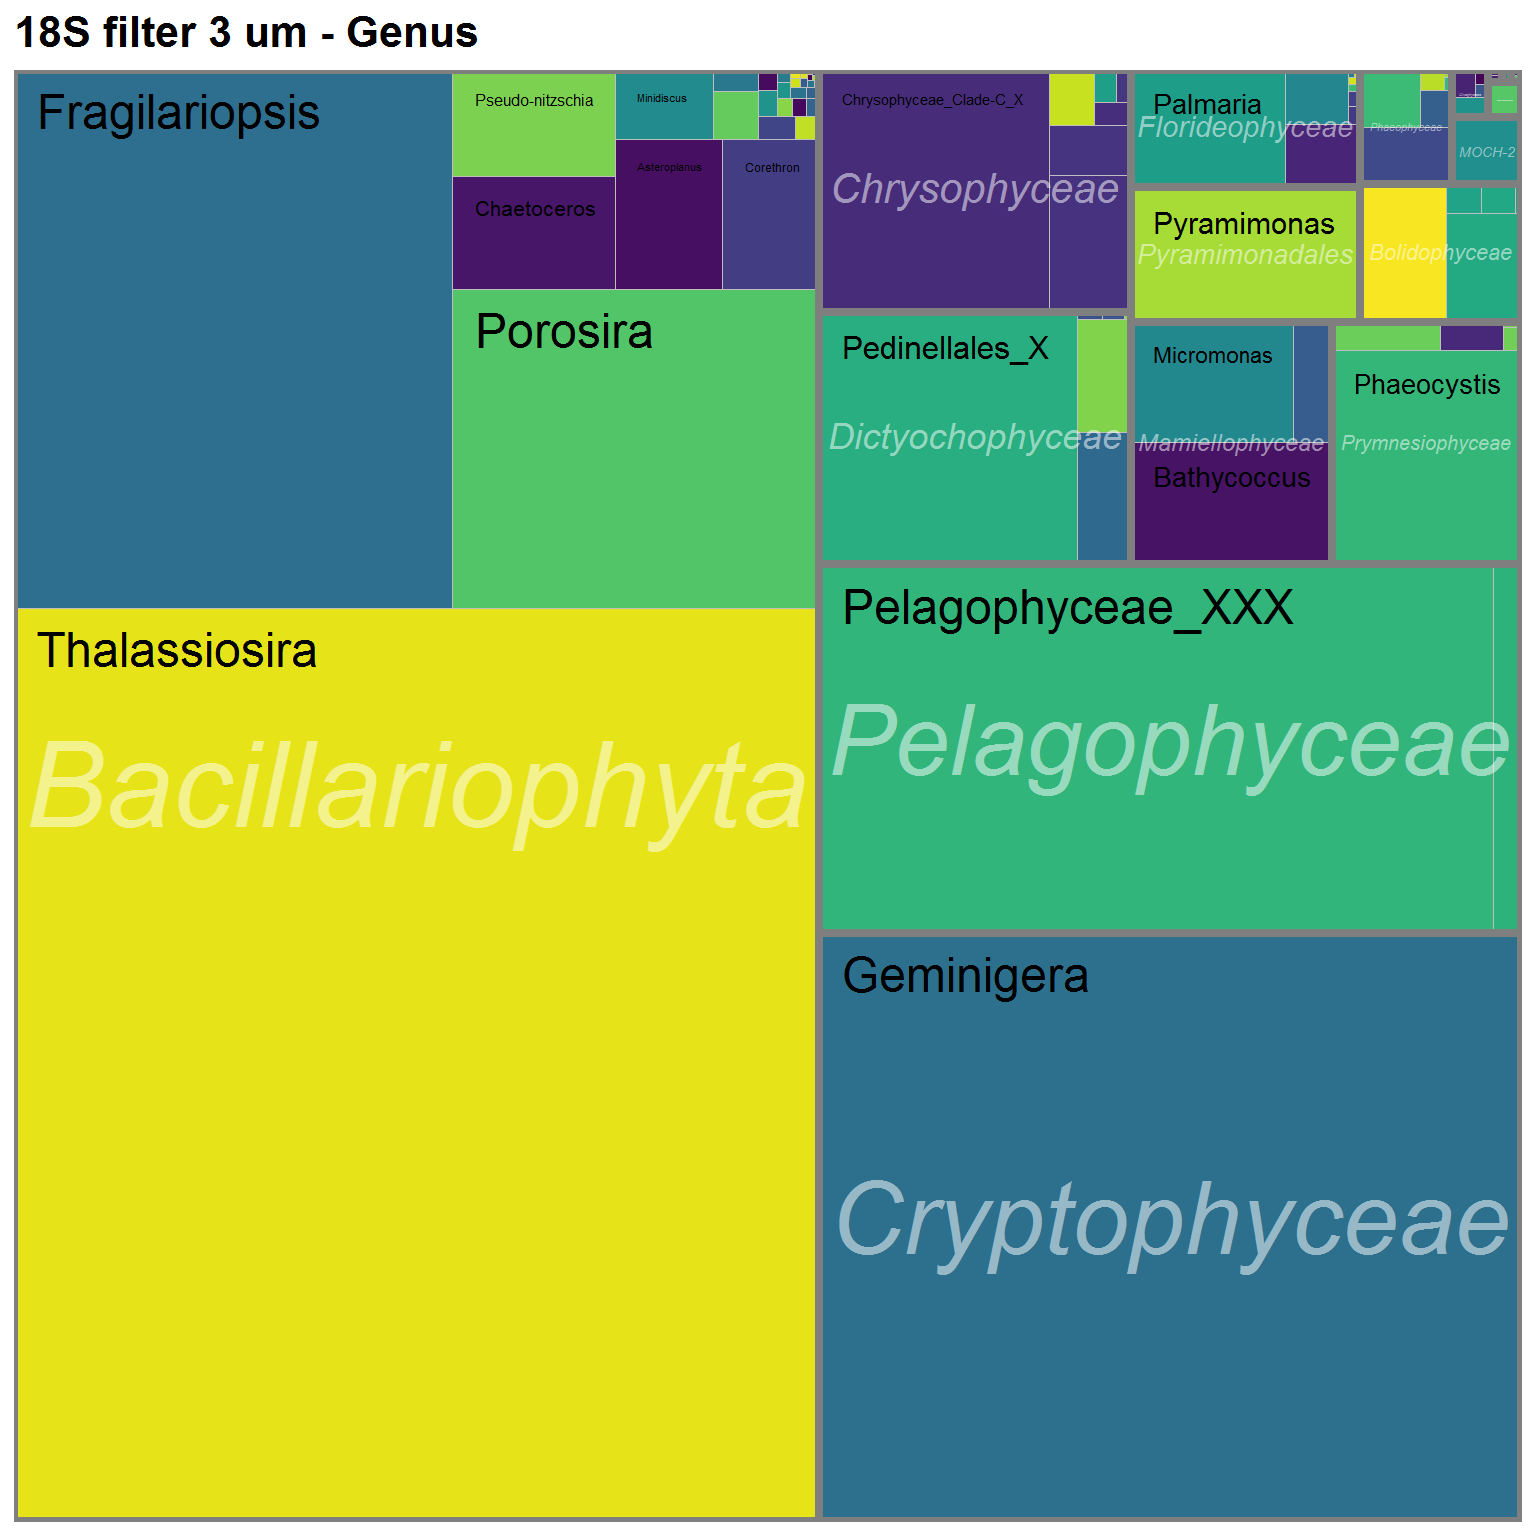 18S filter 3 um - Genus
Fragilariopsis
Pseudo-nitzschia
Minidiscus
Chaetoceros
Asteroplanus
Corethron
Porosira
Thalassiosira
Bacillariophyta
Chrysophyceae_Clade-C_X
Chrysophyceae
Palmaria
Florideophyceae
Phaeophyceae
MOCH-2
Pyramimonas
Pyramimonadales
Bolidophyceae
Pedinellales_X
Dictyochophyceae
Micromonas
Mamiellophyceae
Bathycoccus
Phaeocystis
Prymnesiophyceae
Pelagophyceae_XXX
Pelagophyceae
Geminigera
Cryptophyceae